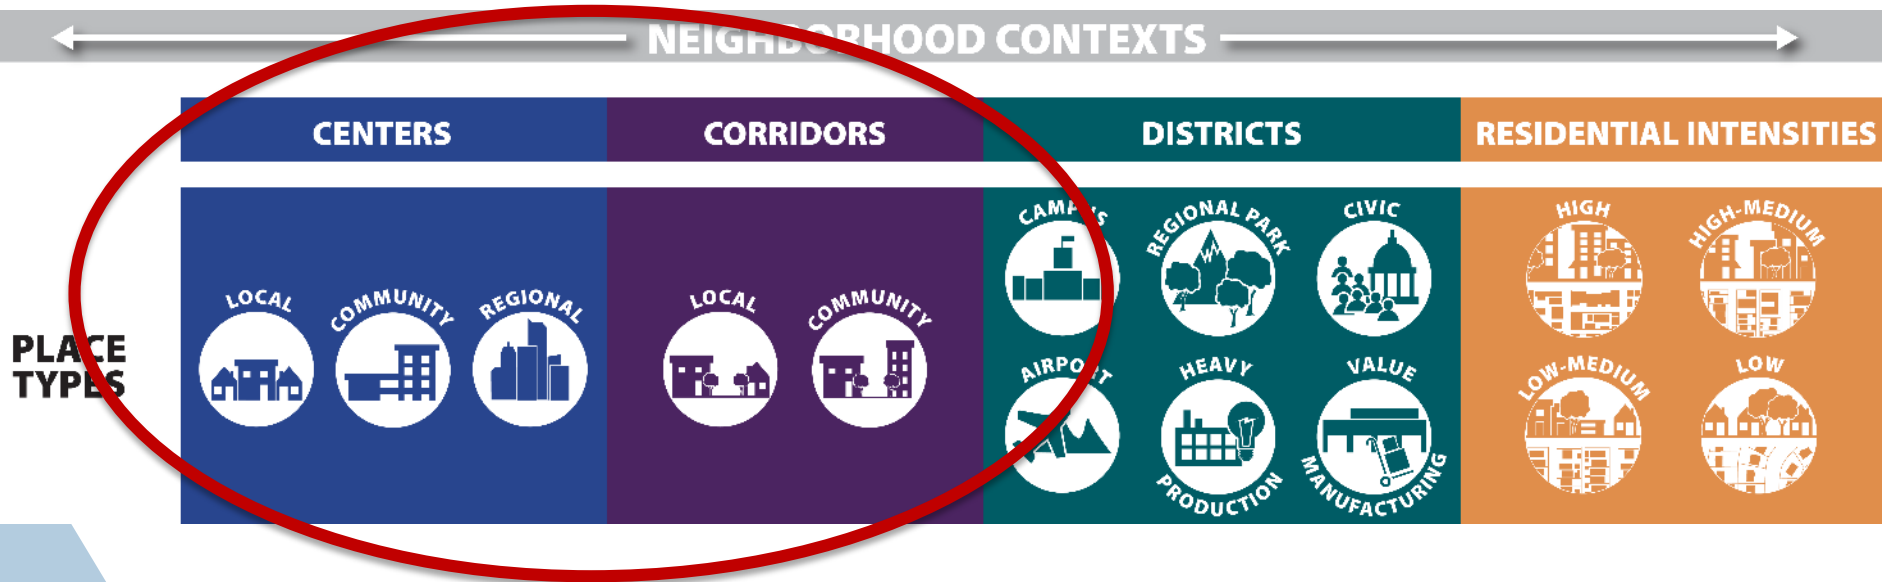 NEIGHBORHOOD CONTEXTS
CENTERS
CORRIDORS
DISTRICTS
RESIDENTIAL INTENSITIES
PLACE
TYPES
LOCAL
COMMUNITY
REGIONAL
LOCAL
COMMUNITY
CAMPUS
REGIONAL PARK
CIVIC
AIRPORT
HEAVY
PRODUCTION
VALUE
MANUFACTURING
HIGH
HIGH-MEDIUM
LOW-MEDIUM
LOW